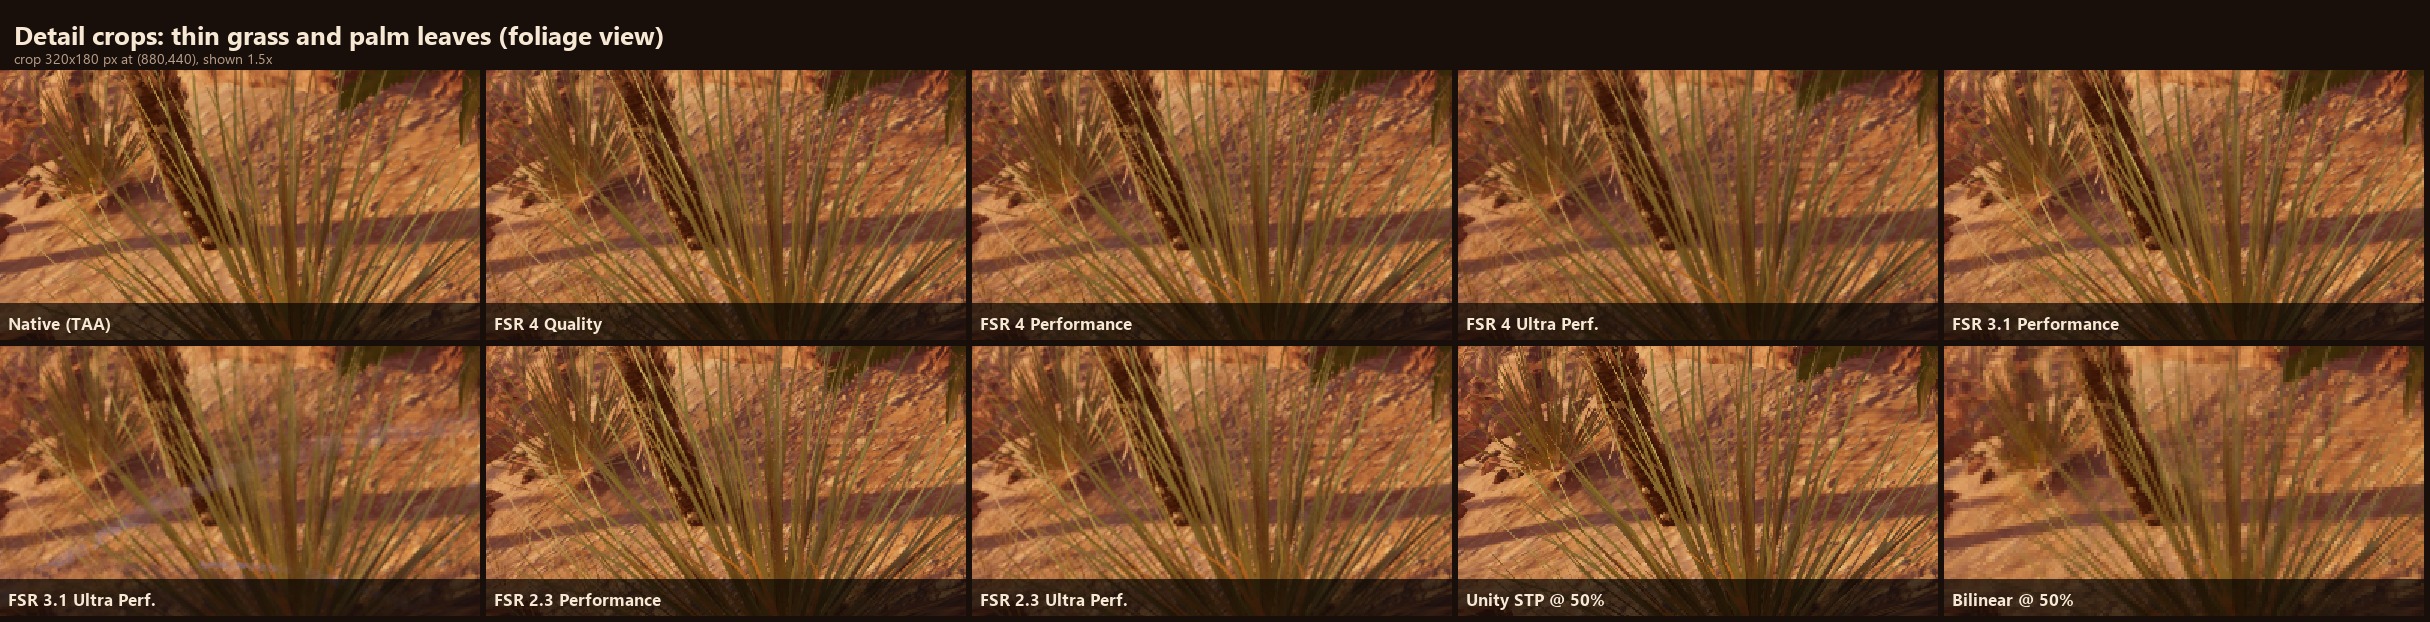 Detail crops: thin grass and palm leaves (foliage view)
crop 320x180 px at (880,440), shown 1.5x
Native (TAA)
FSR 4 Quality
FSR 4 Performance
FSR 4 Ultra Perf.
FSR 3.1 Performance
FSR 3.1 Ultra Perf.
FSR 2.3 Performance
FSR 2.3 Ultra Perf.
Unity STP @ 50%
Bilinear @ 50%